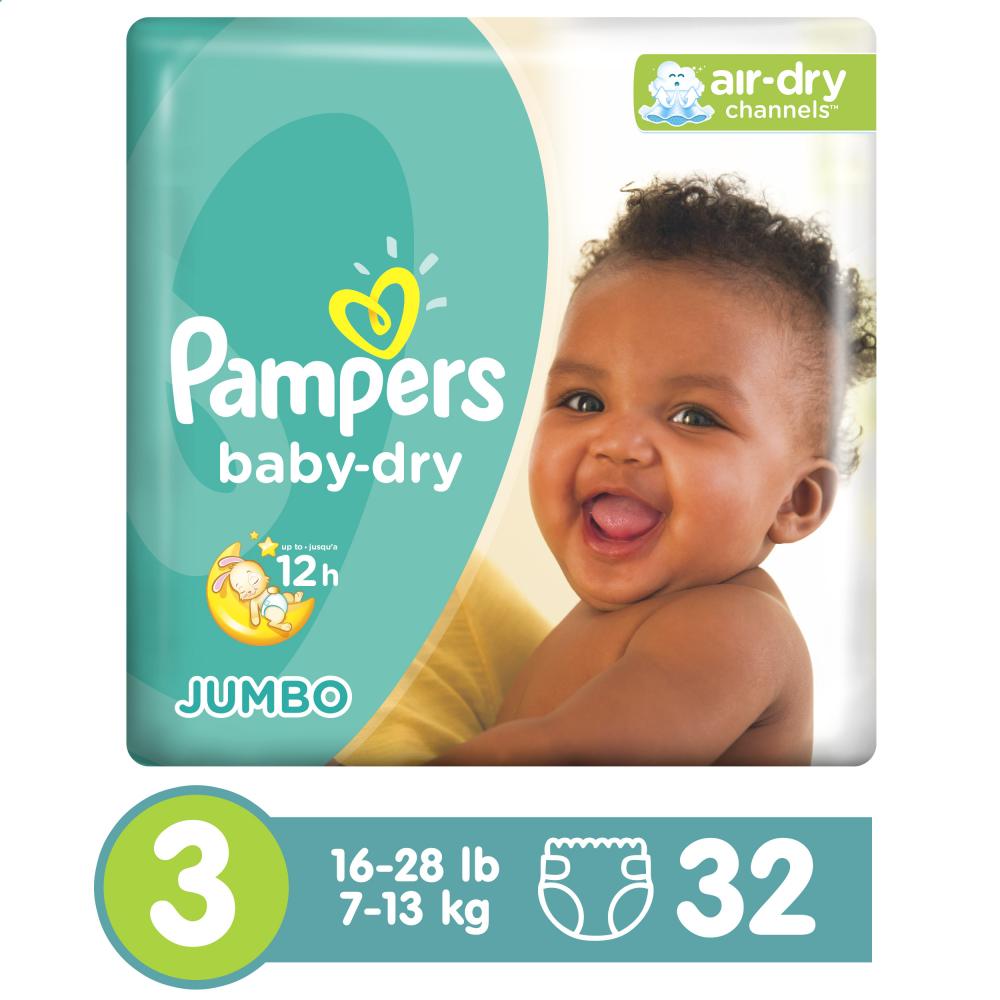 air-dry
channels™
Pampers
baby-dry
up to • jusqu'a
12h
JUMBO
3
16-28 lb
7-13 kg
32